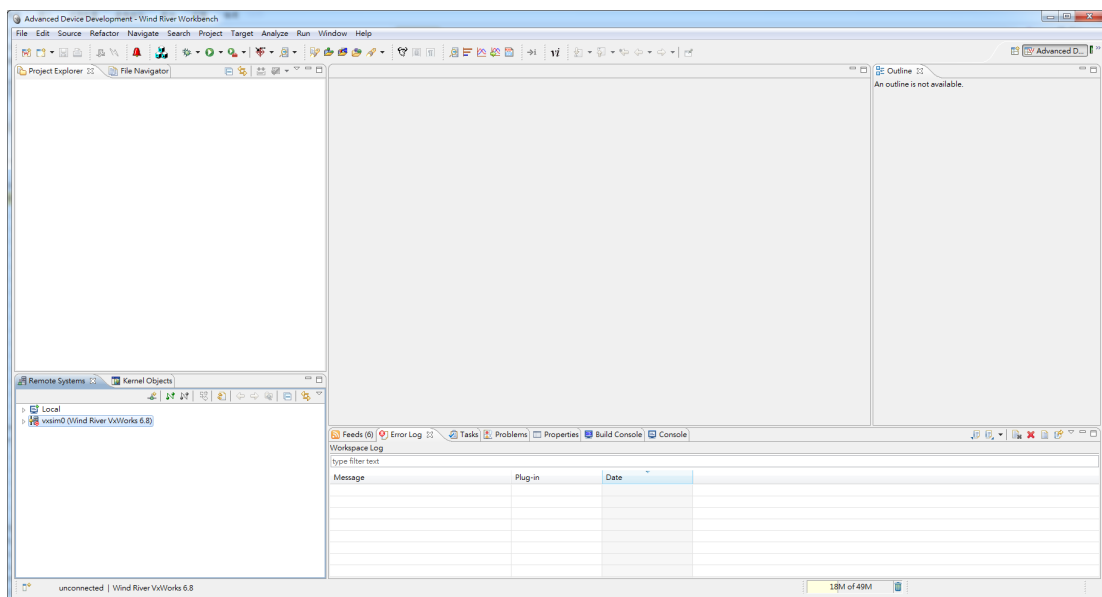 Advanced Device Development - Wind River Workbench
File Edit Source Refactor Navigate Search Project Target Analyze Run Window Help
vi
Advanced D...
Project Explorer
File Navigator
Outline
An outline is not available.
Remote Systems
Kernel Objects
Local
vxsim0 (Wind River VxWorks 6.8)
Feeds (6) Error Log Tasks Problems Properties Build Console Console
Workspace Log
type filter text
Message Plug-in Date
unconnected | Wind River VxWorks 6.8
18M of 49M